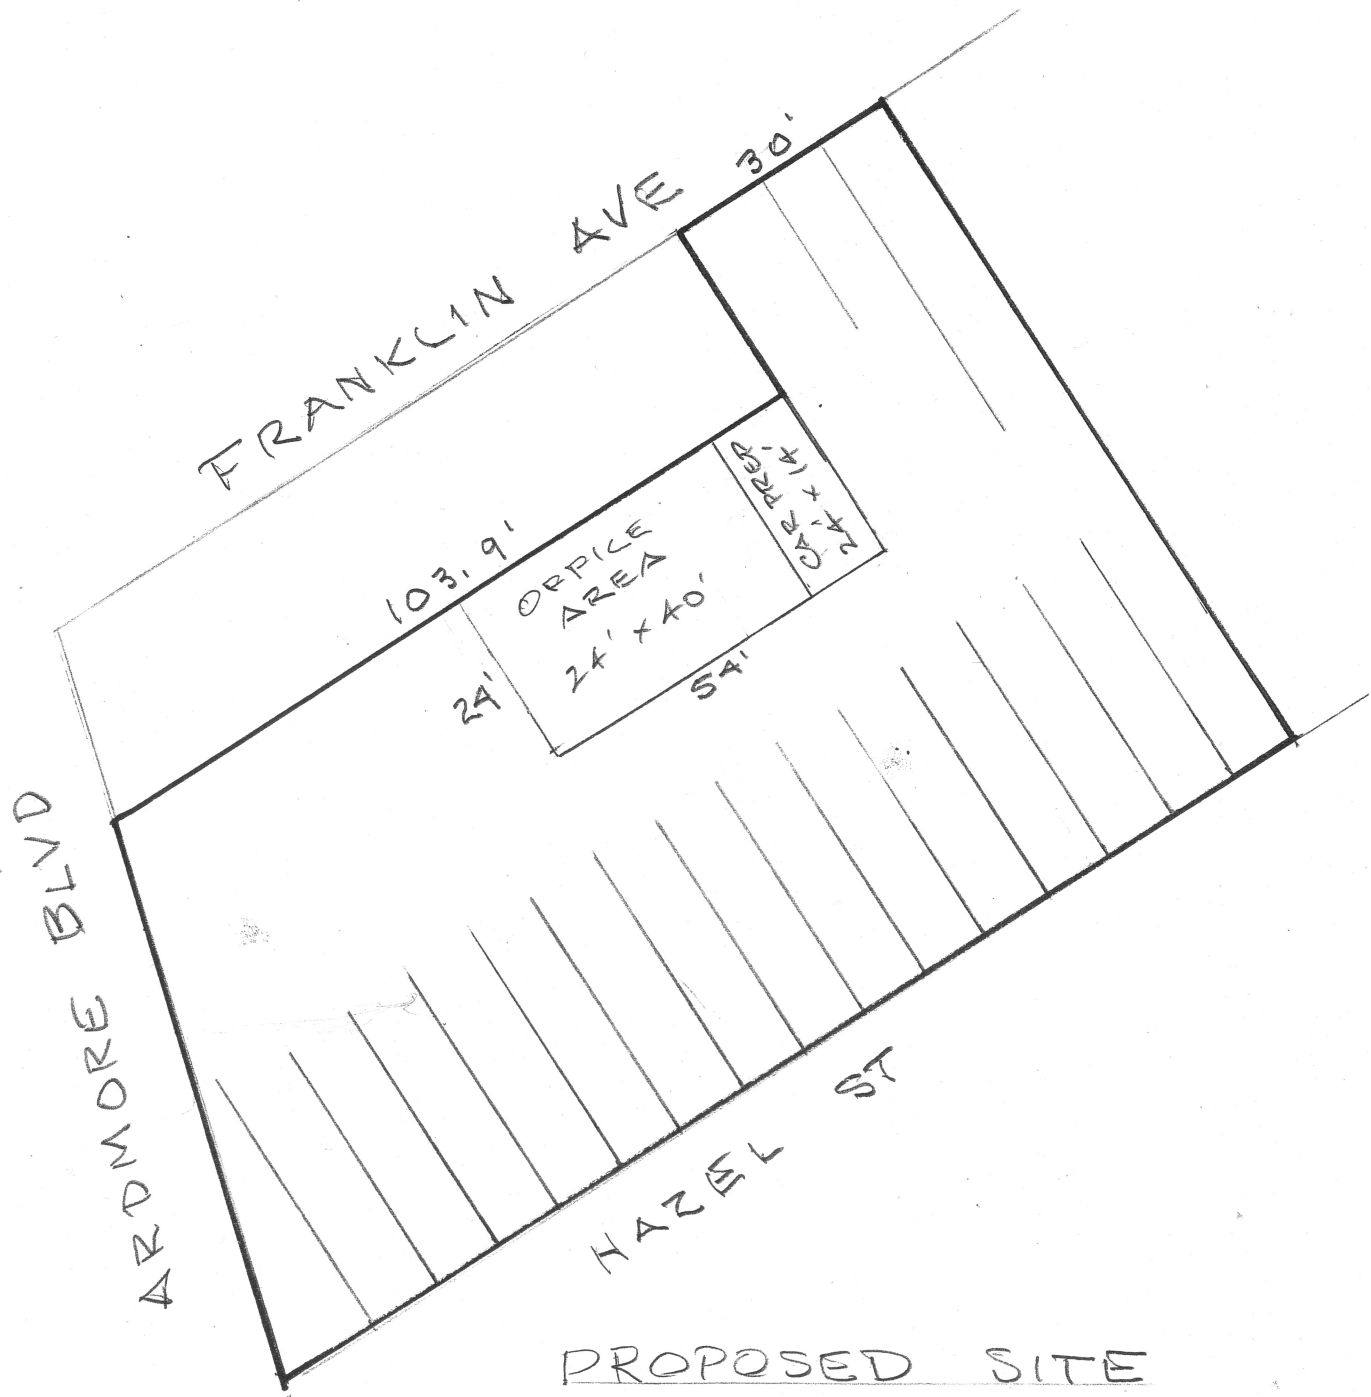 30'
FRANKLIN AVE
103.9'
OFFICE
AREA
24' x 40'
CAR PREP
24' x 14'
24'
54'
ARDMORE BLVD
HAZEL ST
PROPOSED SITE